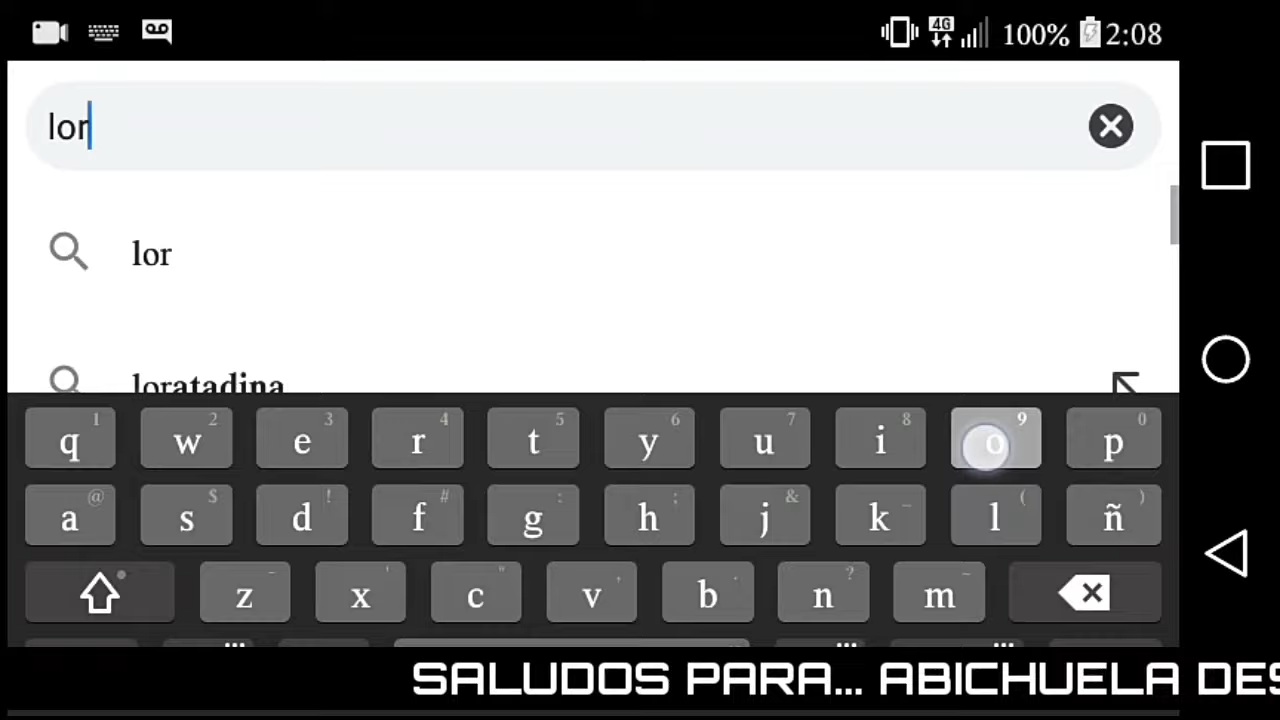 4G 100% 2:08
lor
lor
loratadina
1 2 3 4 5 6 7 8 9 0
q w e r t y u i o p
@ $ ! # : ; & _ ( )
a s d f g h j k l ñ
z x c v b n m
SALUDOS PARA... ABICHUELA DES